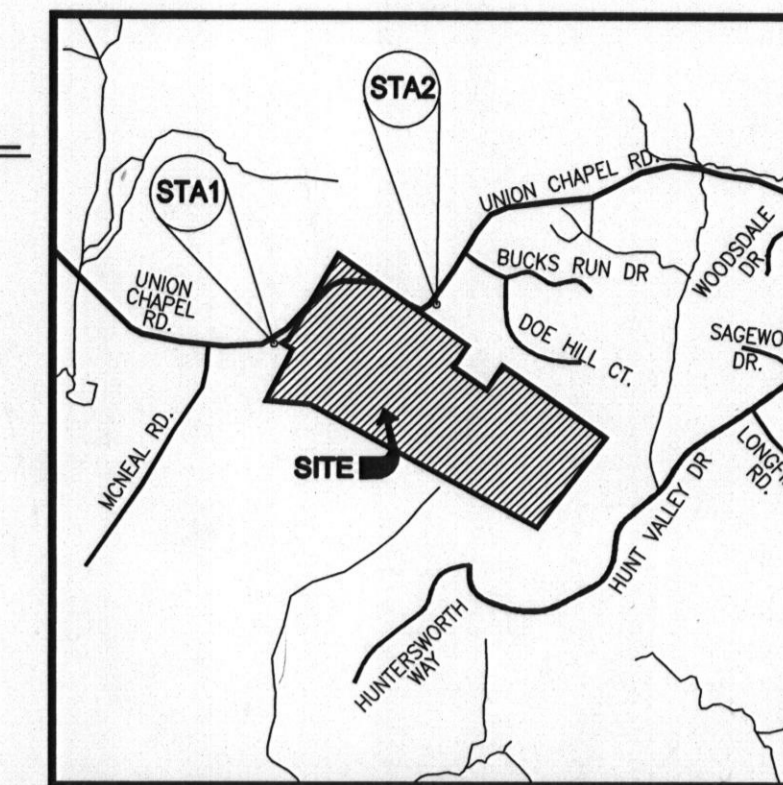 STA2
STA1
UNION CHAPEL RD.
UNION
CHAPEL
RD.
BUCKS RUN DR
WOODSDALE
DR.
DOE HILL CT.
DR.
MCNEAL RD.
SITE
RD.
HUNT VALLEY DR
HUNTERSWORTH
WAY